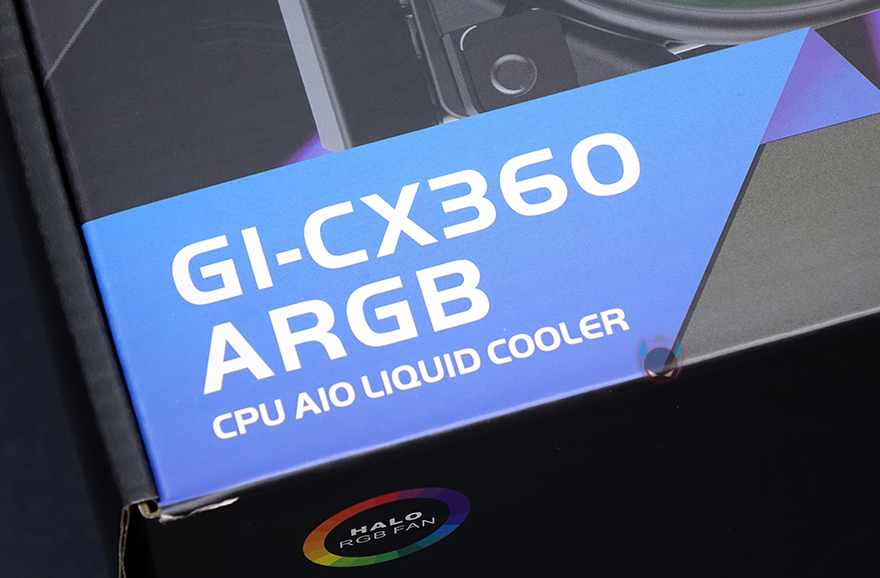 GI-CX360
ARGB
CPU AIO LIQUID COOLER
HALO
RGB FAN